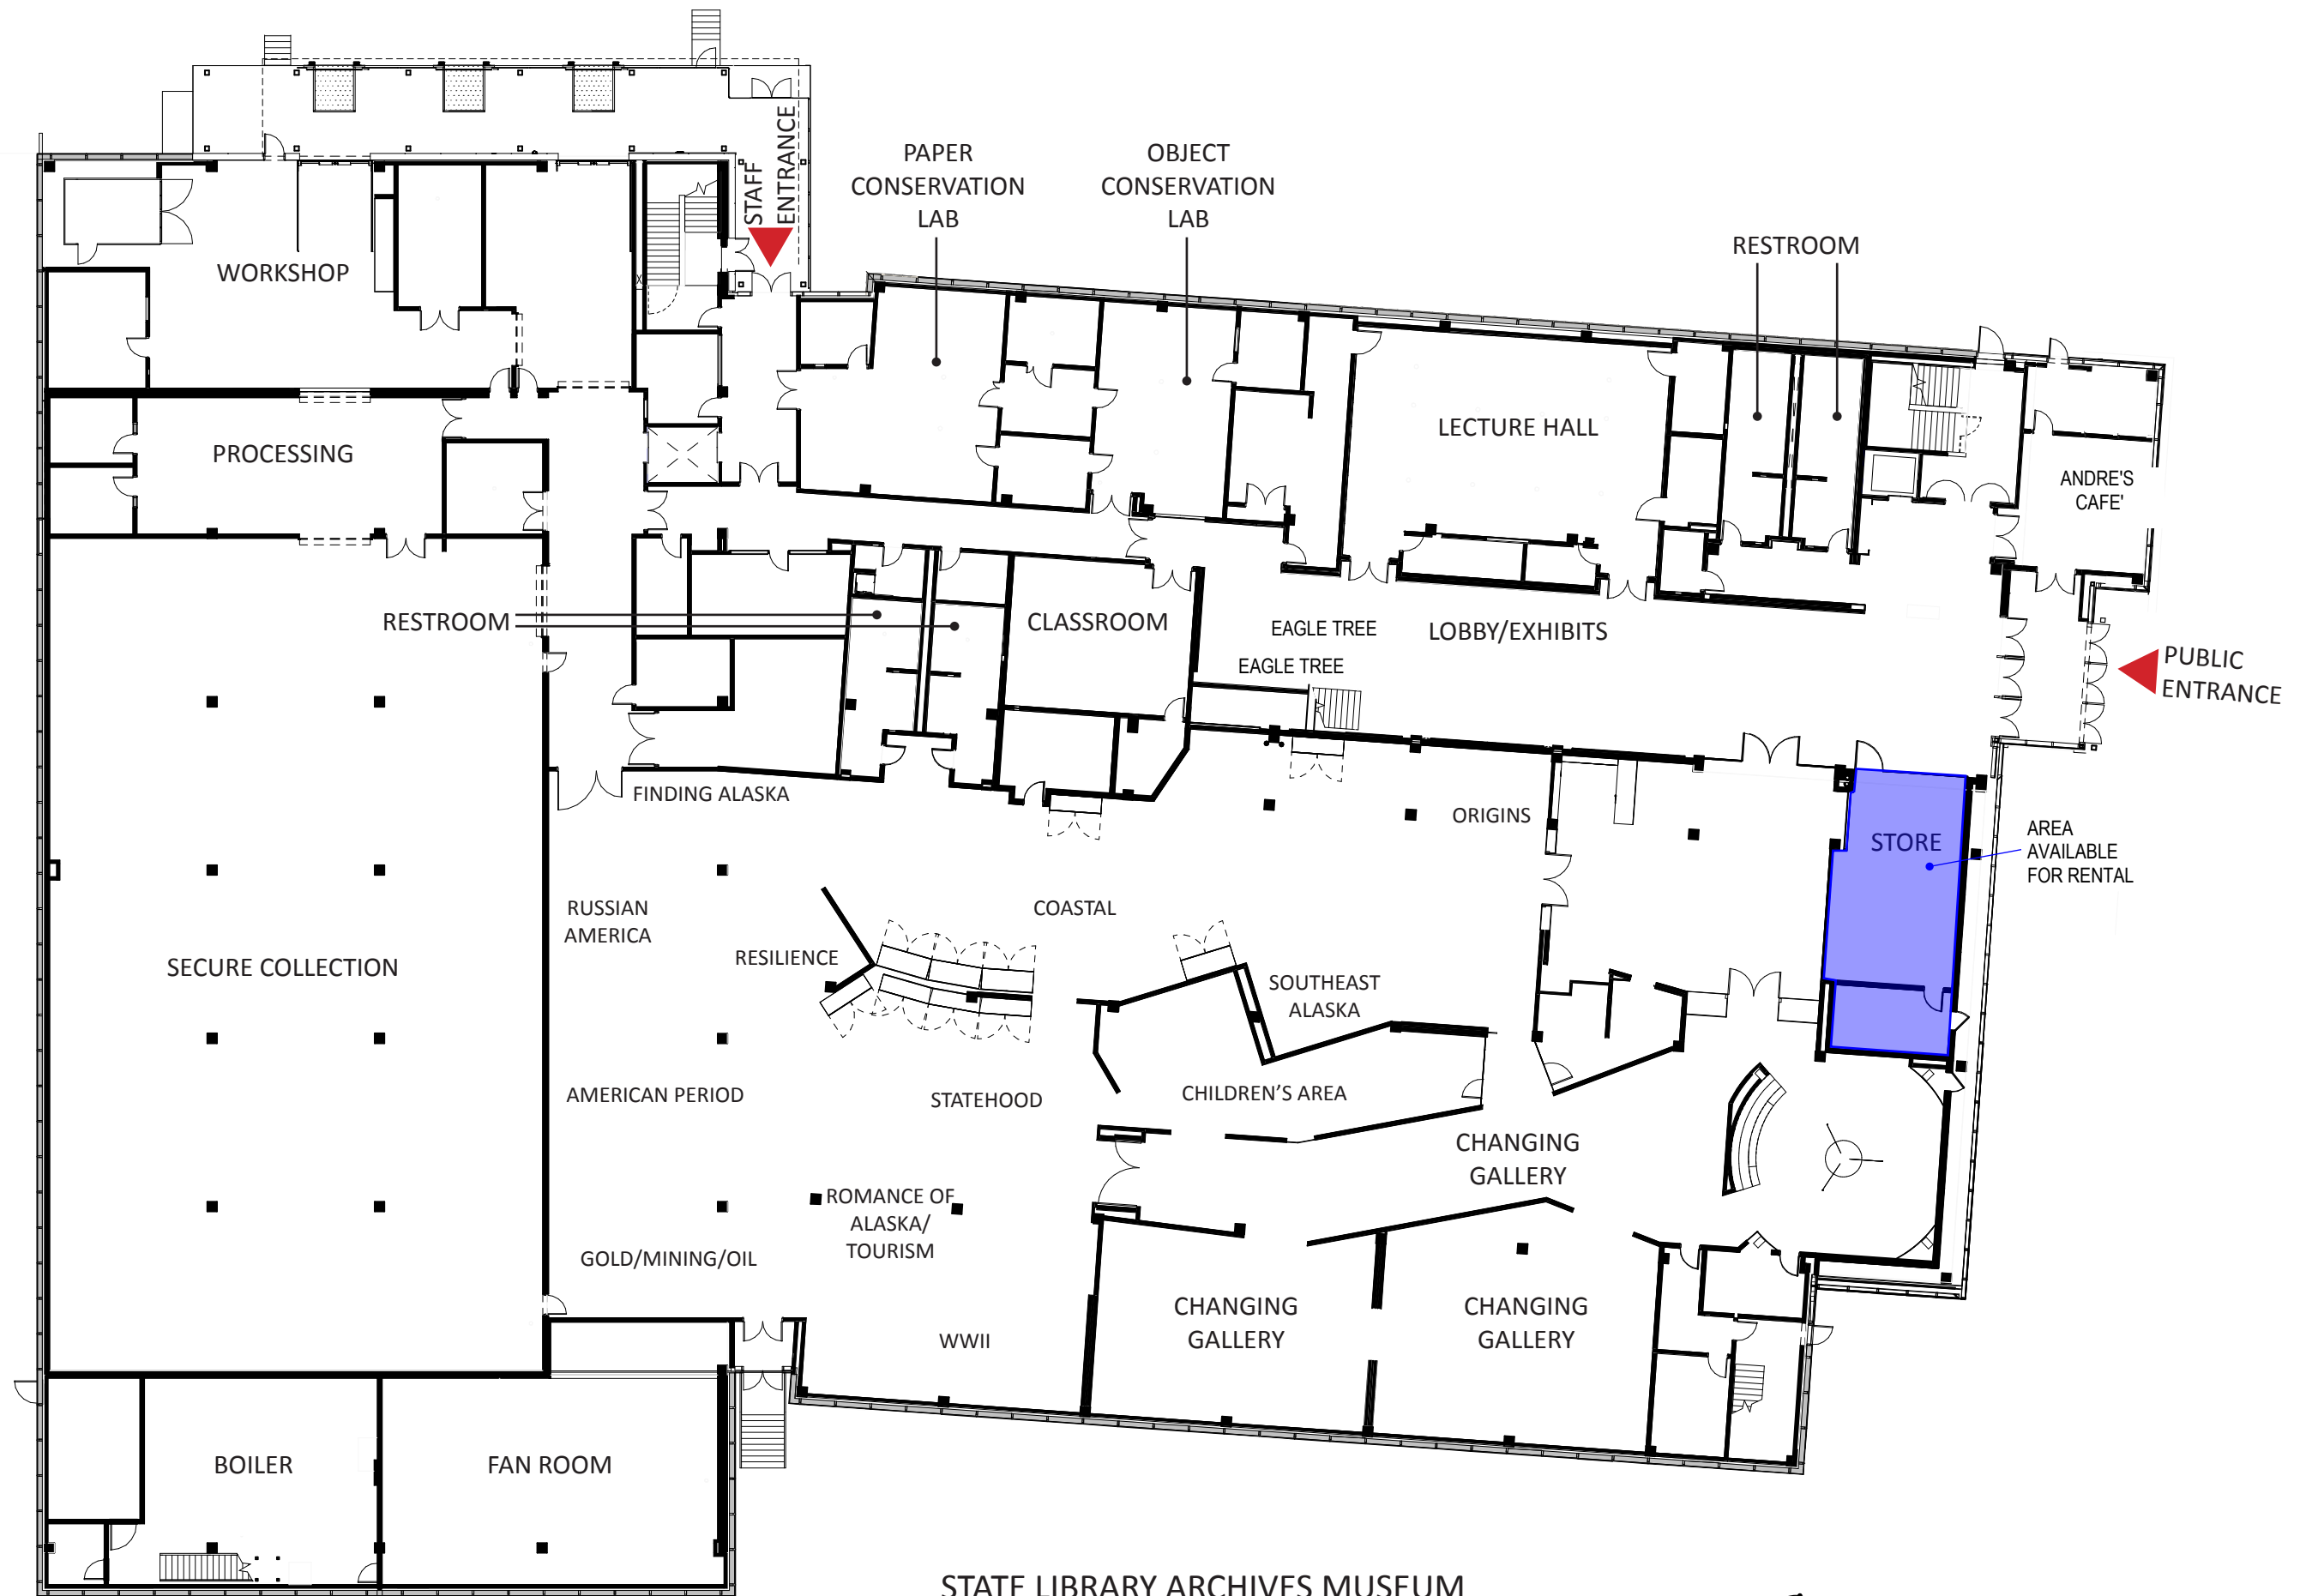 STAFF
ENTRANCE
PAPER
CONSERVATION
LAB
OBJECT
CONSERVATION
LAB
RESTROOM
WORKSHOP
LECTURE HALL
PROCESSING
ANDRE'S
CAFE'
RESTROOM
CLASSROOM
EAGLE TREE
LOBBY/EXHIBITS
EAGLE TREE
PUBLIC
ENTRANCE
FINDING ALASKA
ORIGINS
STORE
AREA
AVAILABLE
FOR RENTAL
RUSSIAN
AMERICA
COASTAL
RESILIENCE
SECURE COLLECTION
SOUTHEAST
ALASKA
AMERICAN PERIOD
STATEHOOD
CHILDREN’S AREA
CHANGING
GALLERY
ROMANCE OF
ALASKA/
TOURISM
GOLD/MINING/OIL
CHANGING
GALLERY
CHANGING
GALLERY
WWII
BOILER
FAN ROOM
STATE LIBRARY ARCHIVES MUSEUM